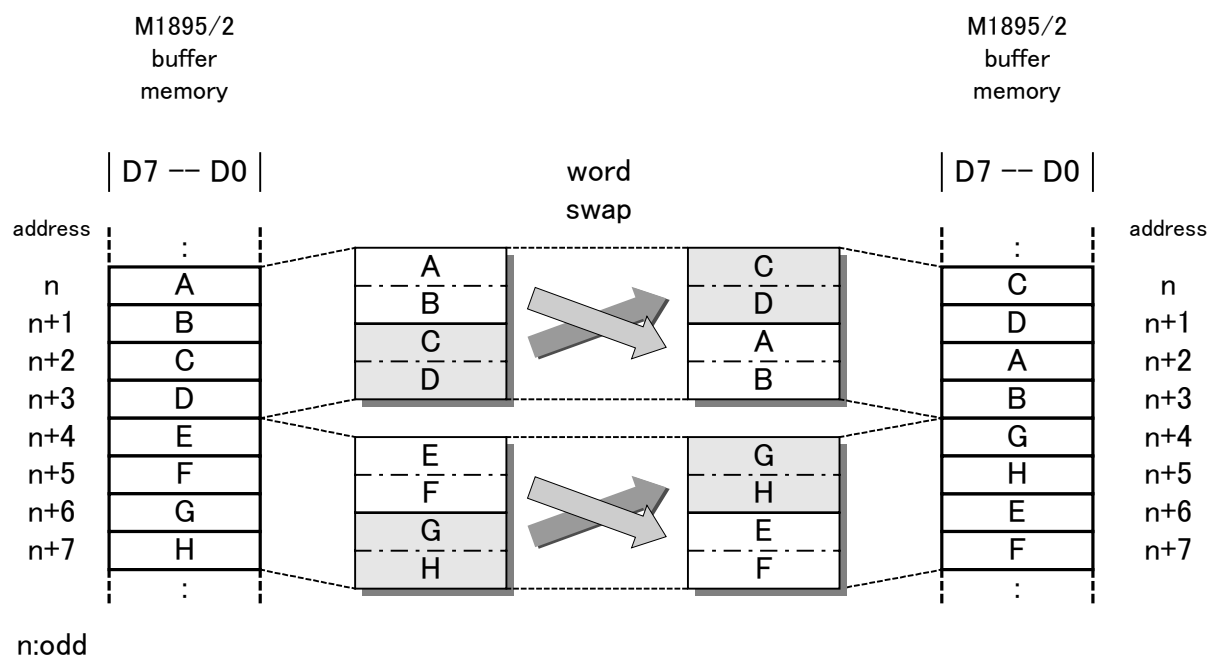 M1895/2
buffer
memory
M1895/2
buffer
memory
D7 -- D0
word
swap
D7 -- D0
address
address
:
:
n
A
A
B
C
D
C
D
A
B
C
n
n+1
B
D
n+1
n+2
C
A
n+2
n+3
D
B
n+3
n+4
E
E
F
G
H
G
H
E
F
G
n+4
n+5
F
H
n+5
n+6
G
E
n+6
n+7
H
F
n+7
:
:
n:odd